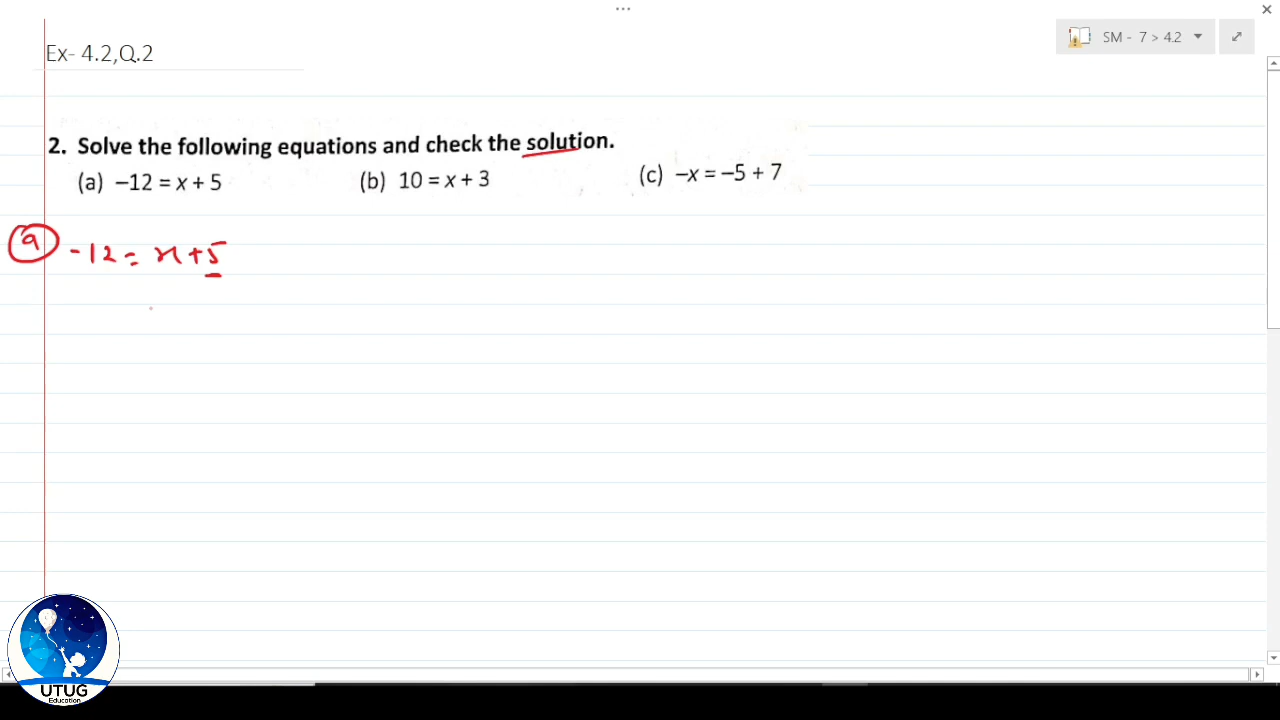 Ex- 4.2,Q.2
SM - 7 > 4.2
2. Solve the following equations and check the solution.
(a) –12 = x + 5 (b) 10 = x + 3 (c) –x = –5 + 7
a -12 = x + 5
UTUG
Education